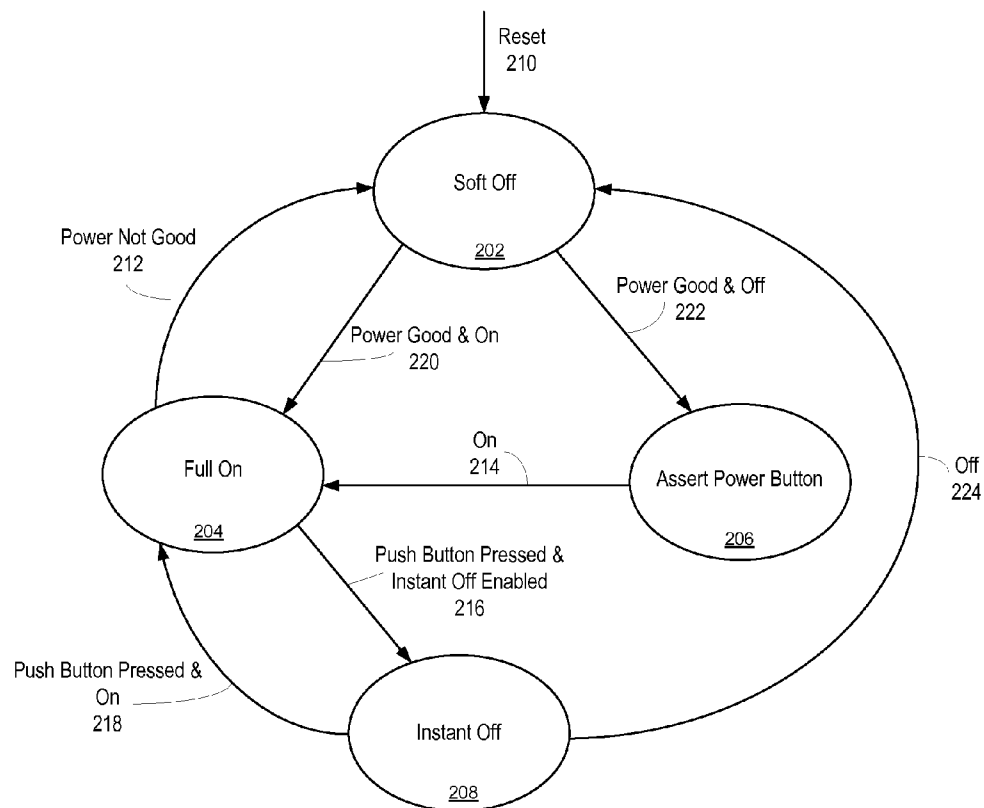 Reset
210
Soft Off
202
Power Not Good
212
Power Good & Off
222
Power Good & On
220
On
214
Full On
204
Assert Power Button
206
Off
224
Push Button Pressed &
Instant Off Enabled
216
Push Button Pressed &
On
218
Instant Off
208